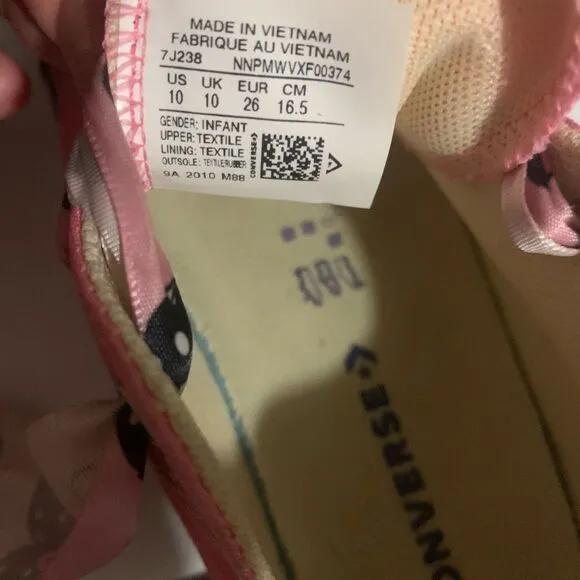 MADE IN VIETNAM
FABRIQUE AU VIETNAM
7J238 NNPMWVXF00374
US UK EUR CM
10 10 26 16.5
GENDER: INFANT
UPPER: TEXTILE
LINING: TEXTILE
OUTSOLE: TEXTILE/RUBBER
9A 2010 M88
CONVERSE
CONVERSE